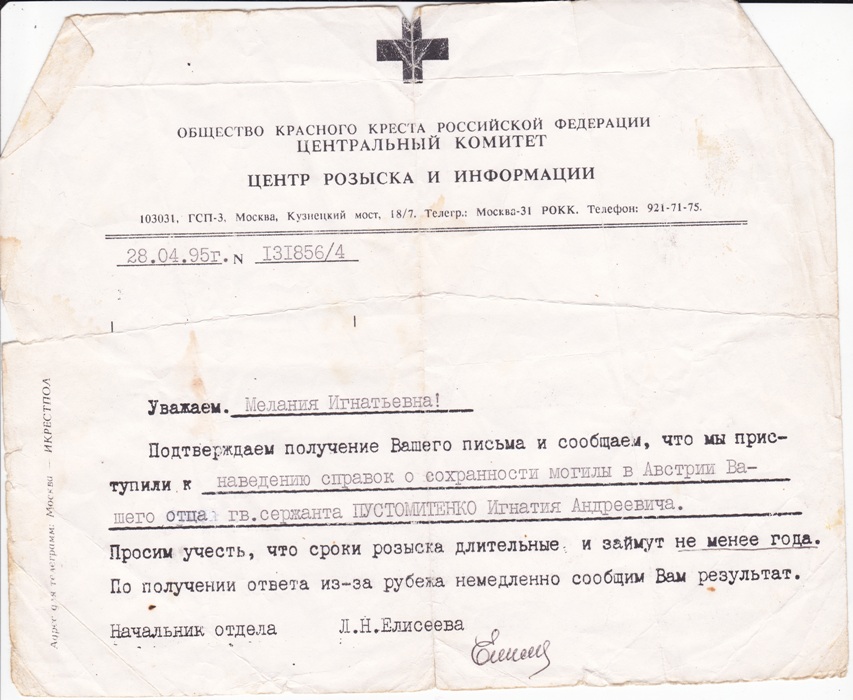 ОБЩЕСТВО КРАСНОГО КРЕСТА РОССИЙСКОЙ ФЕДЕРАЦИИ
ЦЕНТРАЛЬНЫЙ КОМИТЕТ
ЦЕНТР РОЗЫСКА И ИНФОРМАЦИИ
103031, ГСП-3, Москва, Кузнецкий мост, 18/7. Телегр.: Москва-31 РОКК. Телефон: 921-71-75.
28.04.95г. N I3I856/4
Уважаем. Мелания Игнатьевна!
Подтверждаем получение Вашего письма и сообщаем, что мы прис-
тупили к наведению справок о сохранности могилы в Австрии Ва-
шего отца гв.сержанта ПУСТОМИТЕНКО Игнатия Андреевича.
Просим учесть, что сроки розыска длительные и займут не менее года.
По получении ответа из-за рубежа немедленно сообщим Вам результат.
Начальник отдела Л.Н.Елисеева
Адрес для телеграмм: Москва — ИКРЕСТПОЛ